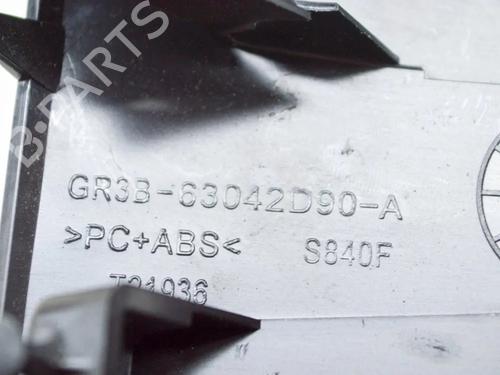 B-PARTS
GR3B-63042D90-A
>PC+ABS< S840F
T21936